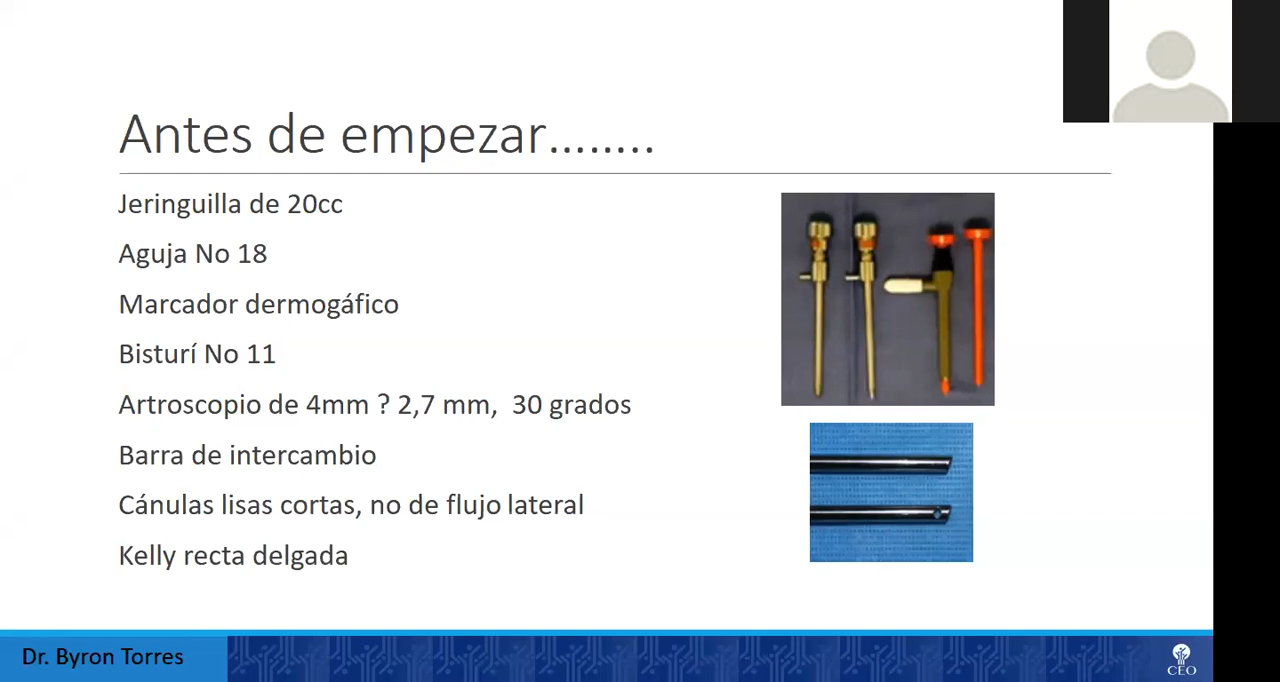 Antes de empezar........
Jeringuilla de 20cc
Aguja No 18
Marcador dermogáfico
Bisturí No 11
Artroscopio de 4mm ? 2,7 mm,  30 grados
Barra de intercambio
Cánulas lisas cortas, no de flujo lateral
Kelly recta delgada
Dr. Byron Torres
CEO